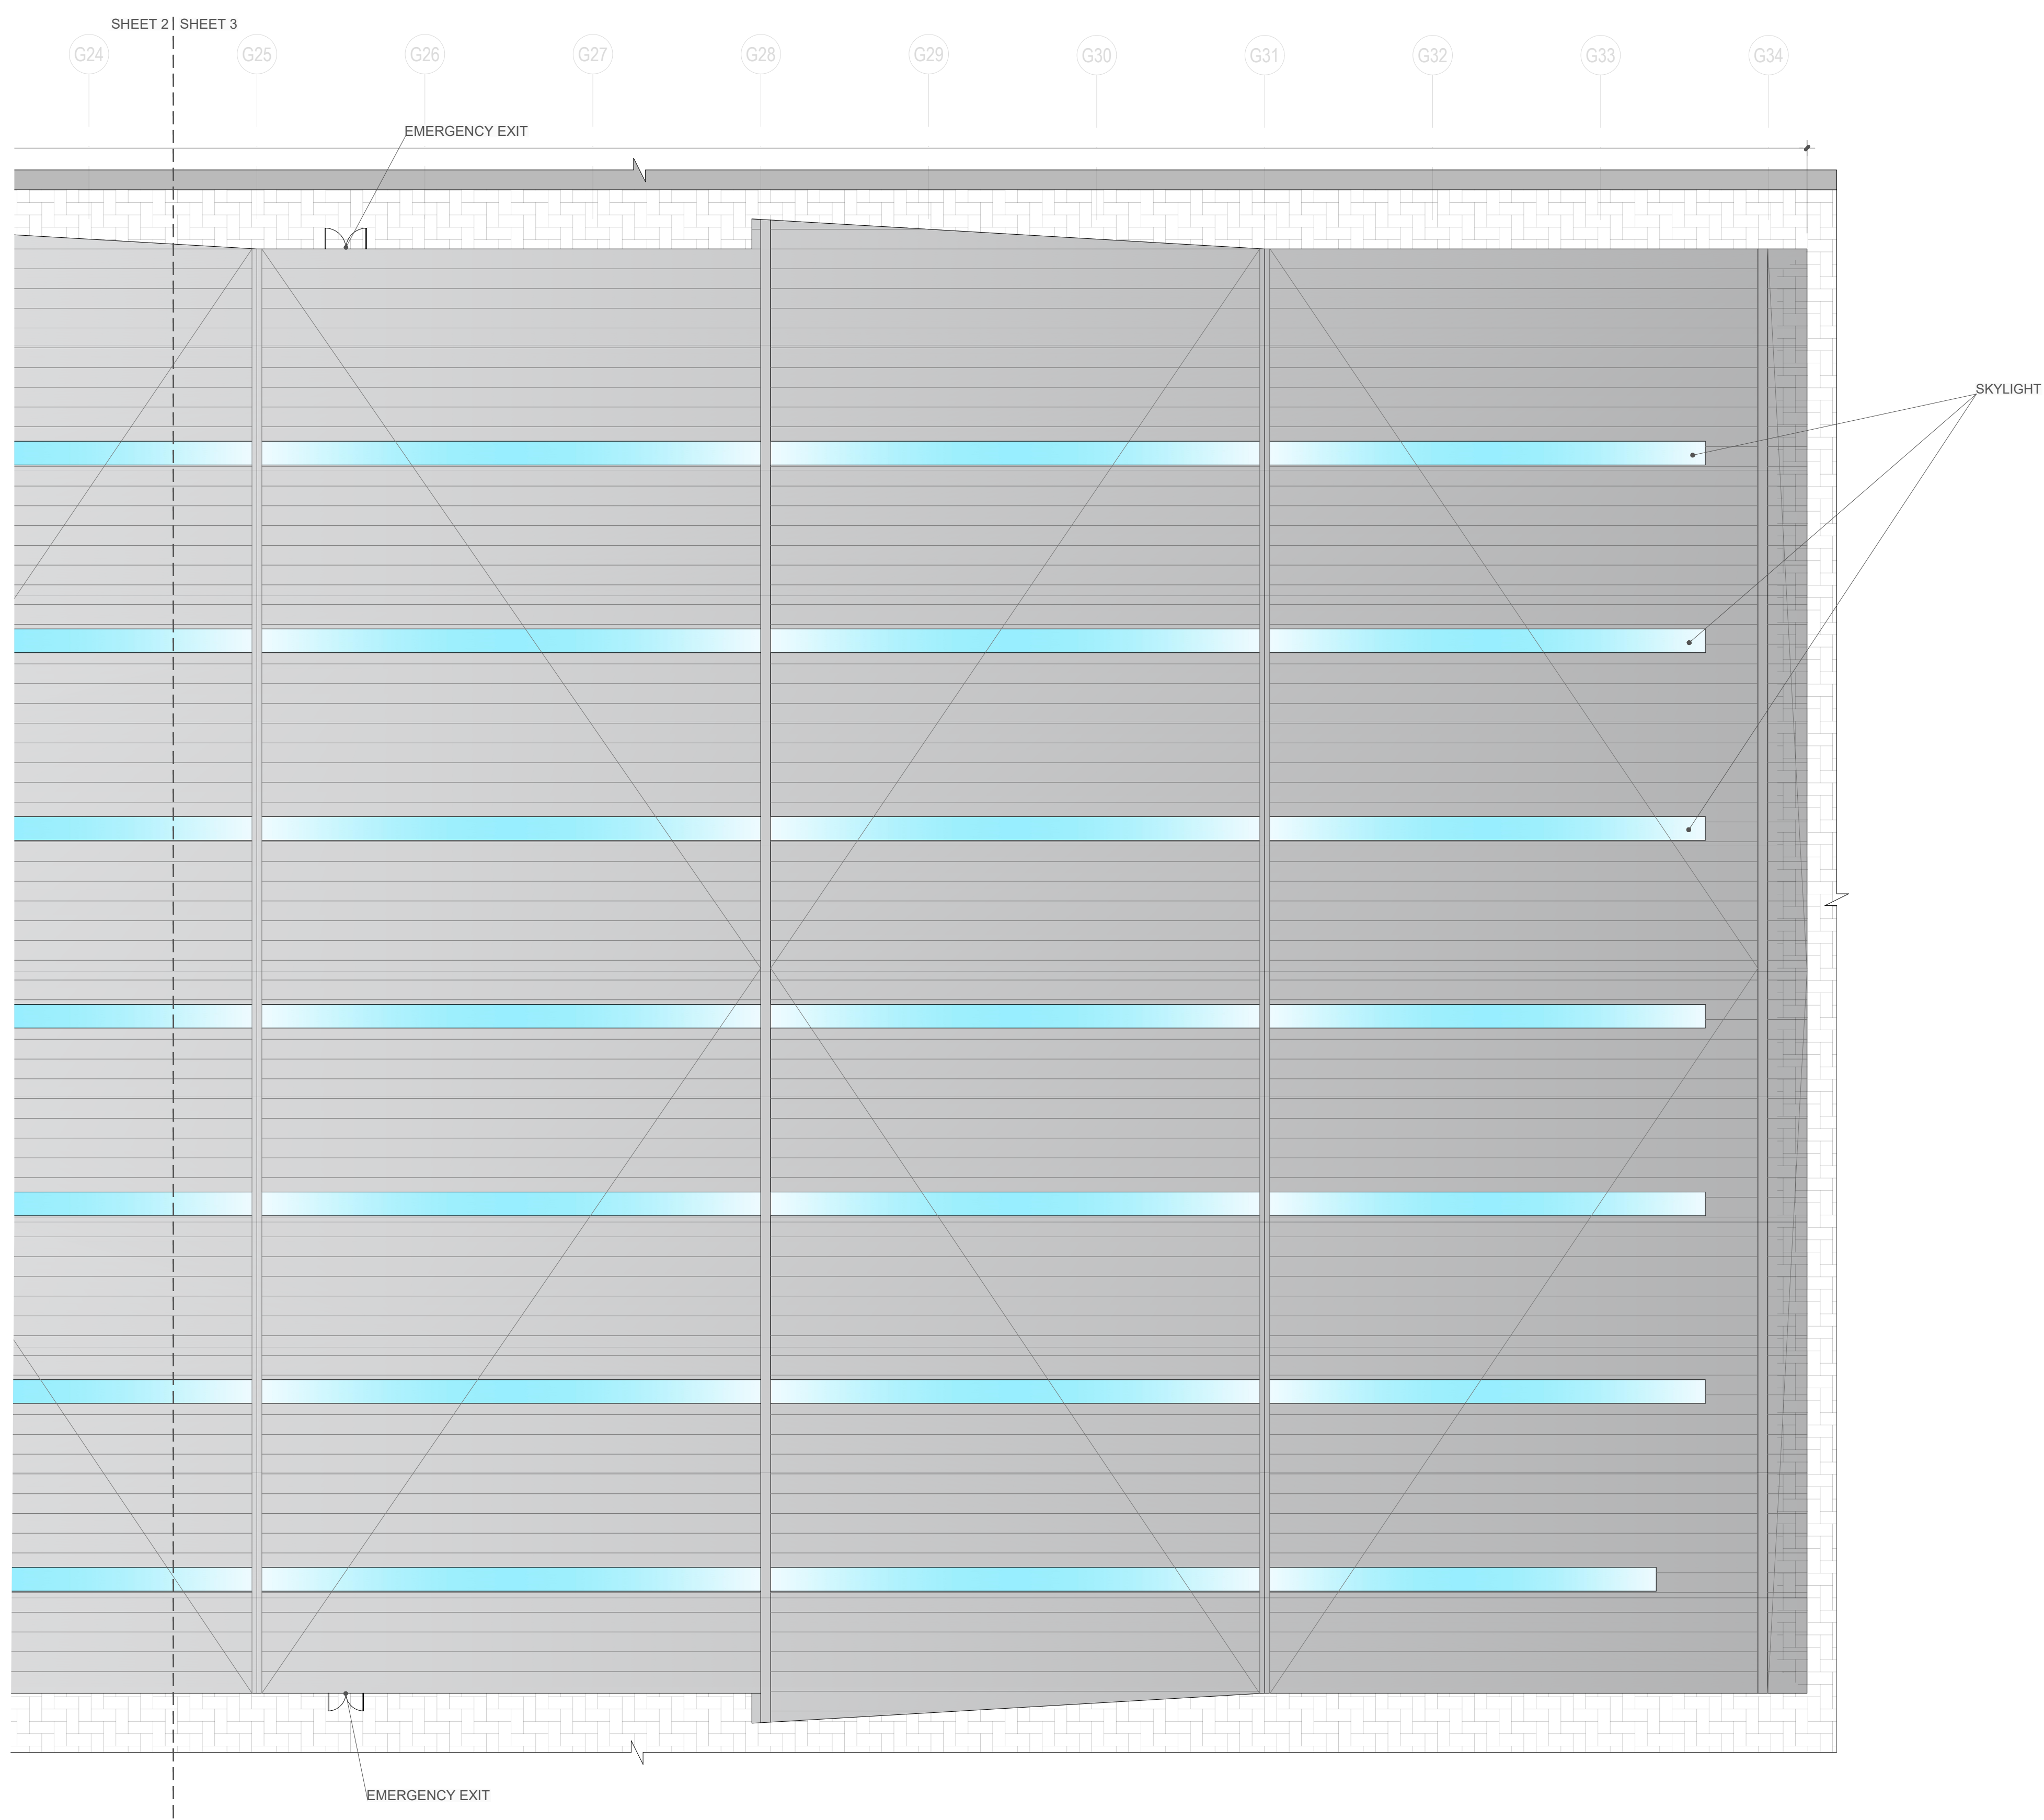 SHEET 2 SHEET 3
G24 G25 G26 G27 G28 G29 G30 G31 G32 G33 G34
EMERGENCY EXIT
SKYLIGHT
EMERGENCY EXIT